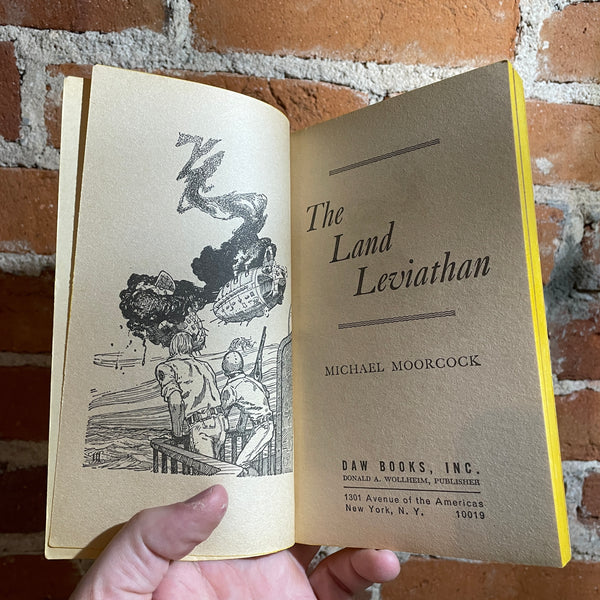 The
Land
Leviathan
MICHAEL MOORCOCK
DAW BOOKS, INC.
DONALD A. WOLLHEIM, PUBLISHER
1301 Avenue of the Americas
New York, N. Y. 10019